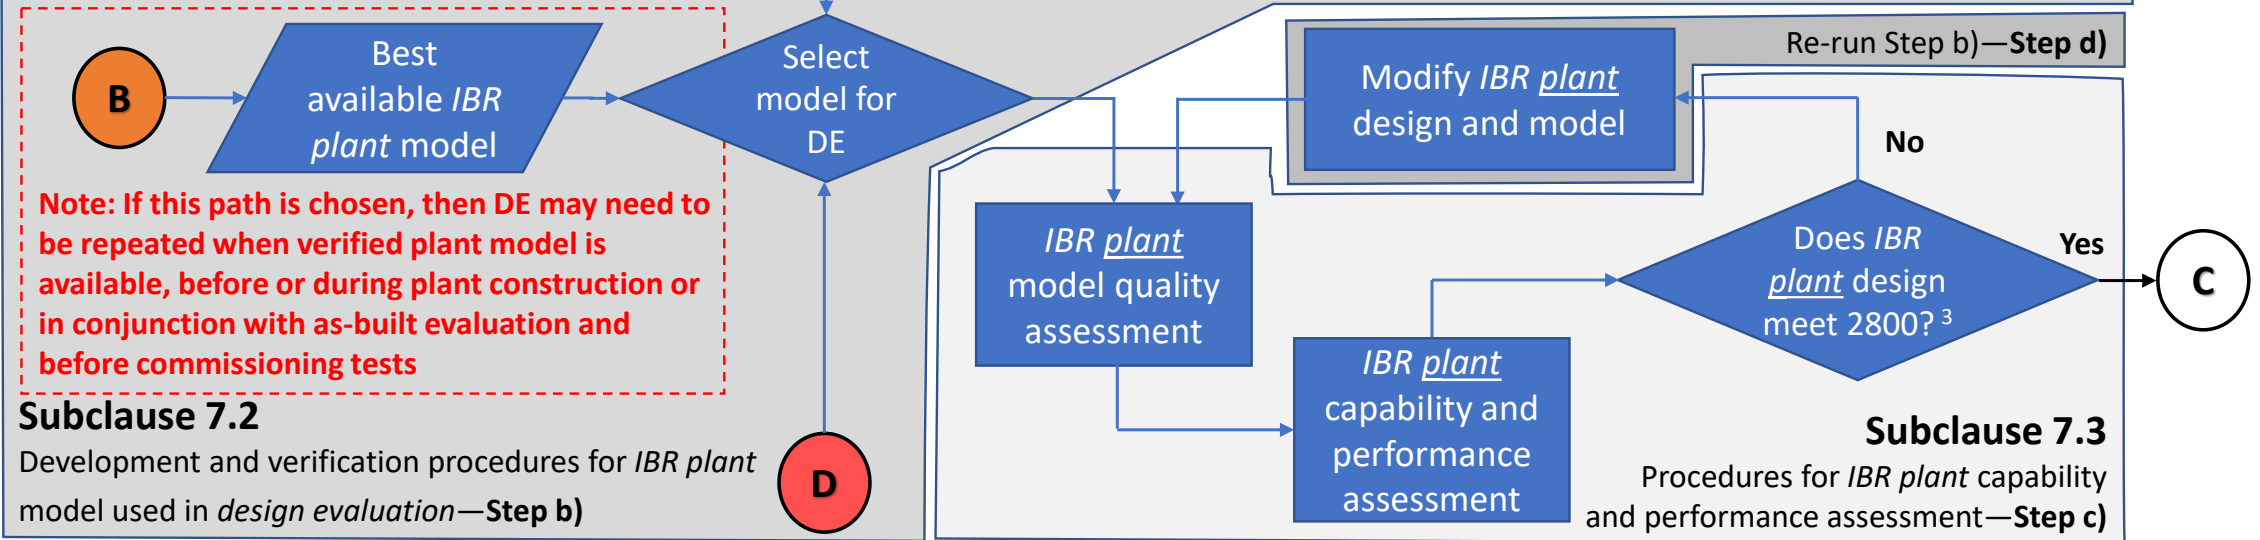 B
Best
available IBR
plant model
Select
model for
DE
Note: If this path is chosen, then DE may need to
be repeated when verified plant model is
available, before or during plant construction or
in conjunction with as-built evaluation and
before commissioning tests
Subclause 7.2
Development and verification procedures for IBR plant
model used in design evaluation—Step b)
D
Re-run Step b)—Step d)
Modify IBR plant
design and model
No
IBR plant
model quality
assessment
IBR plant
capability and
performance
assessment
Does IBR
plant design
meet 2800? 3
Yes
C
Subclause 7.3
Procedures for IBR plant capability
and performance assessment—Step c)